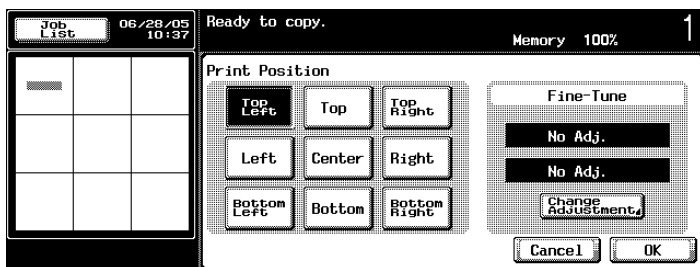 Job List
06/28/05
10:37
Ready to copy.
Memory 100%
1
Print Position
Top Left
Top
Top Right
Left
Center
Right
Bottom Left
Bottom
Bottom Right
Fine-Tune
No Adj.
No Adj.
Change Adjustment
Cancel
OK